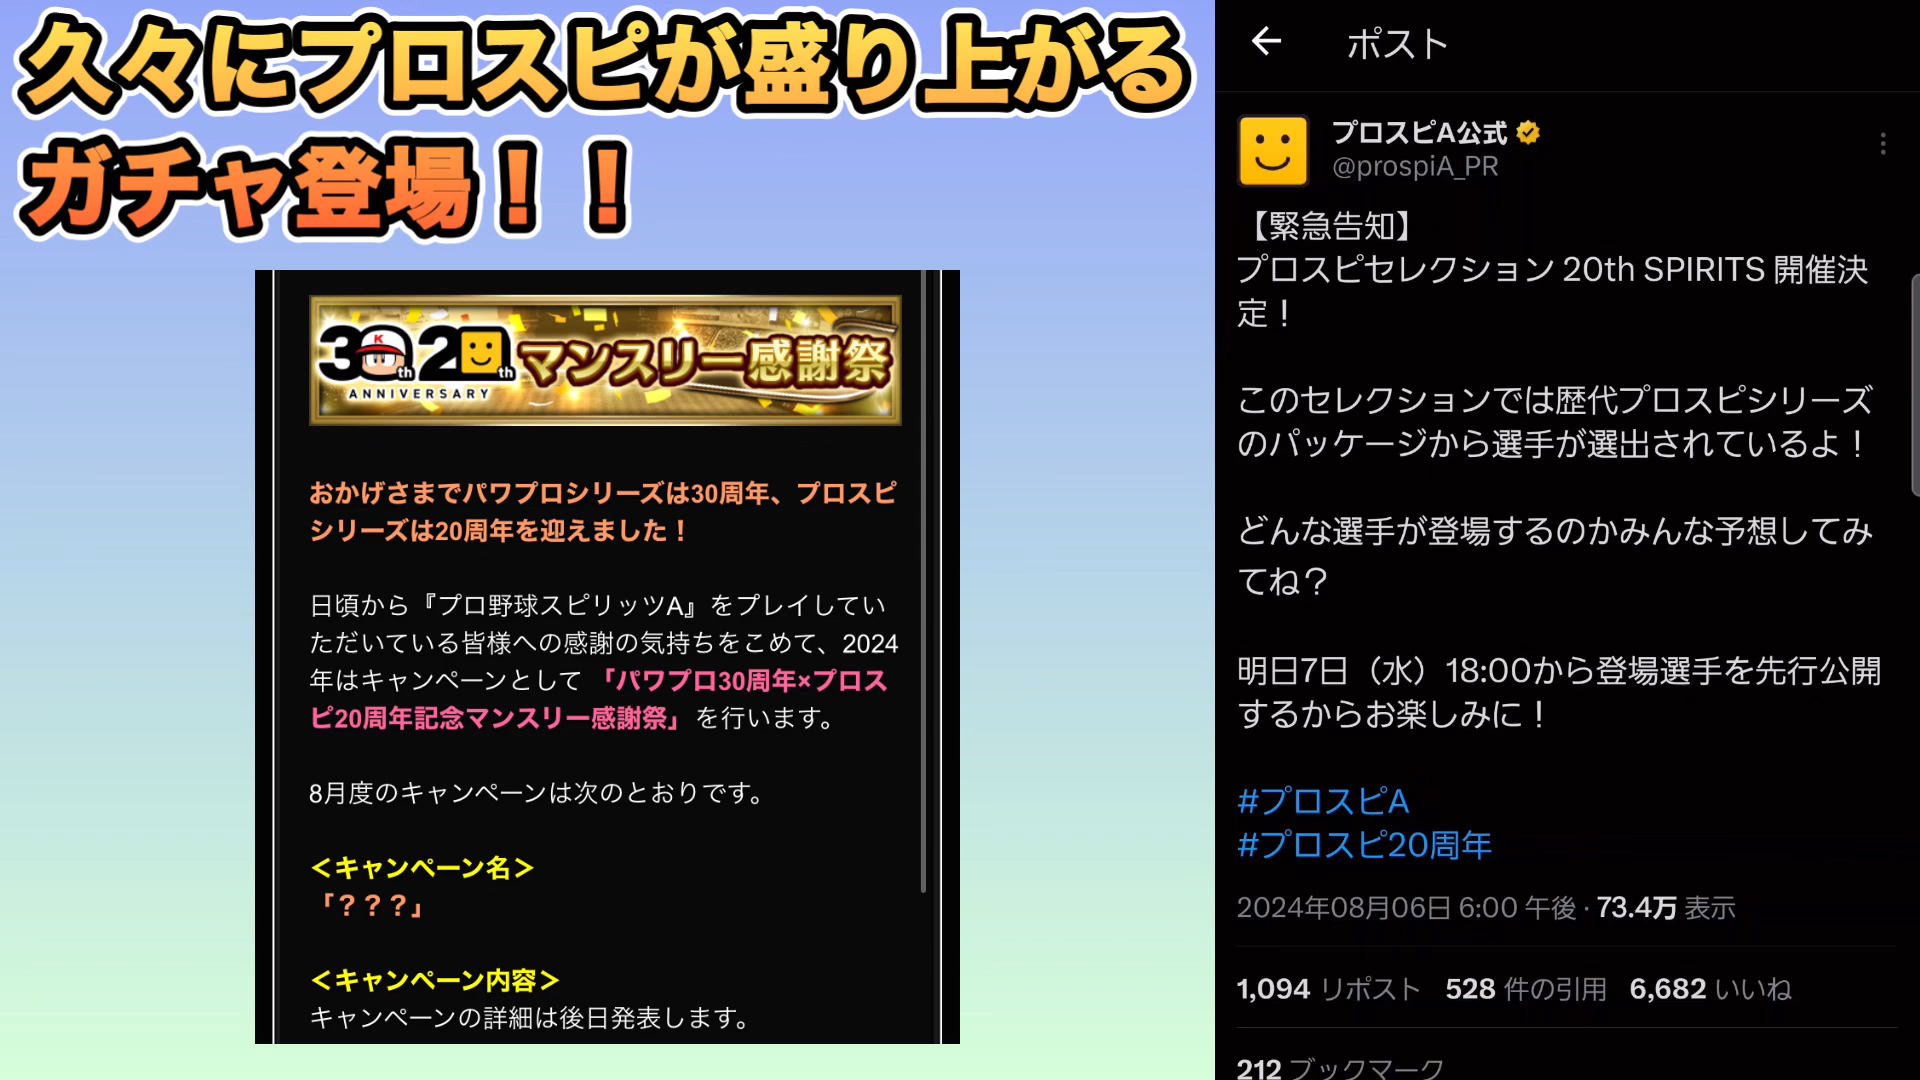 久々にプロスピが盛り上がる
ガチャ登場！！
30th 20th マンスリー感謝祭
ANNIVERSARY
おかげさまでパワプロシリーズは30周年、プロスピ
シリーズは20周年を迎えました！
日頃から『プロ野球スピリッツA』をプレイしてい
ただいている皆様への感謝の気持ちをこめて、2024
年はキャンペーンとして「パワプロ30周年×プロス
ピ20周年記念マンスリー感謝祭」を行います。
8月度のキャンペーンは次のとおりです。
＜キャンペーン名＞
「？？？」
＜キャンペーン内容＞
キャンペーンの詳細は後日発表します。
ポスト
プロスピA公式
@prospiA_PR
【緊急告知】
プロスピセレクション 20th SPIRITS 開催決
定！
このセレクションでは歴代プロスピシリーズ
のパッケージから選手が選出されているよ！
どんな選手が登場するのかみんな予想してみ
てね？
明日7日（水）18:00から登場選手を先行公開
するからお楽しみに！
#プロスピA
#プロスピ20周年
2024年08月06日 6:00 午後 · 73.4万 表示
1,094 リポスト 528 件の引用 6,682 いいね
212 ブックマーク